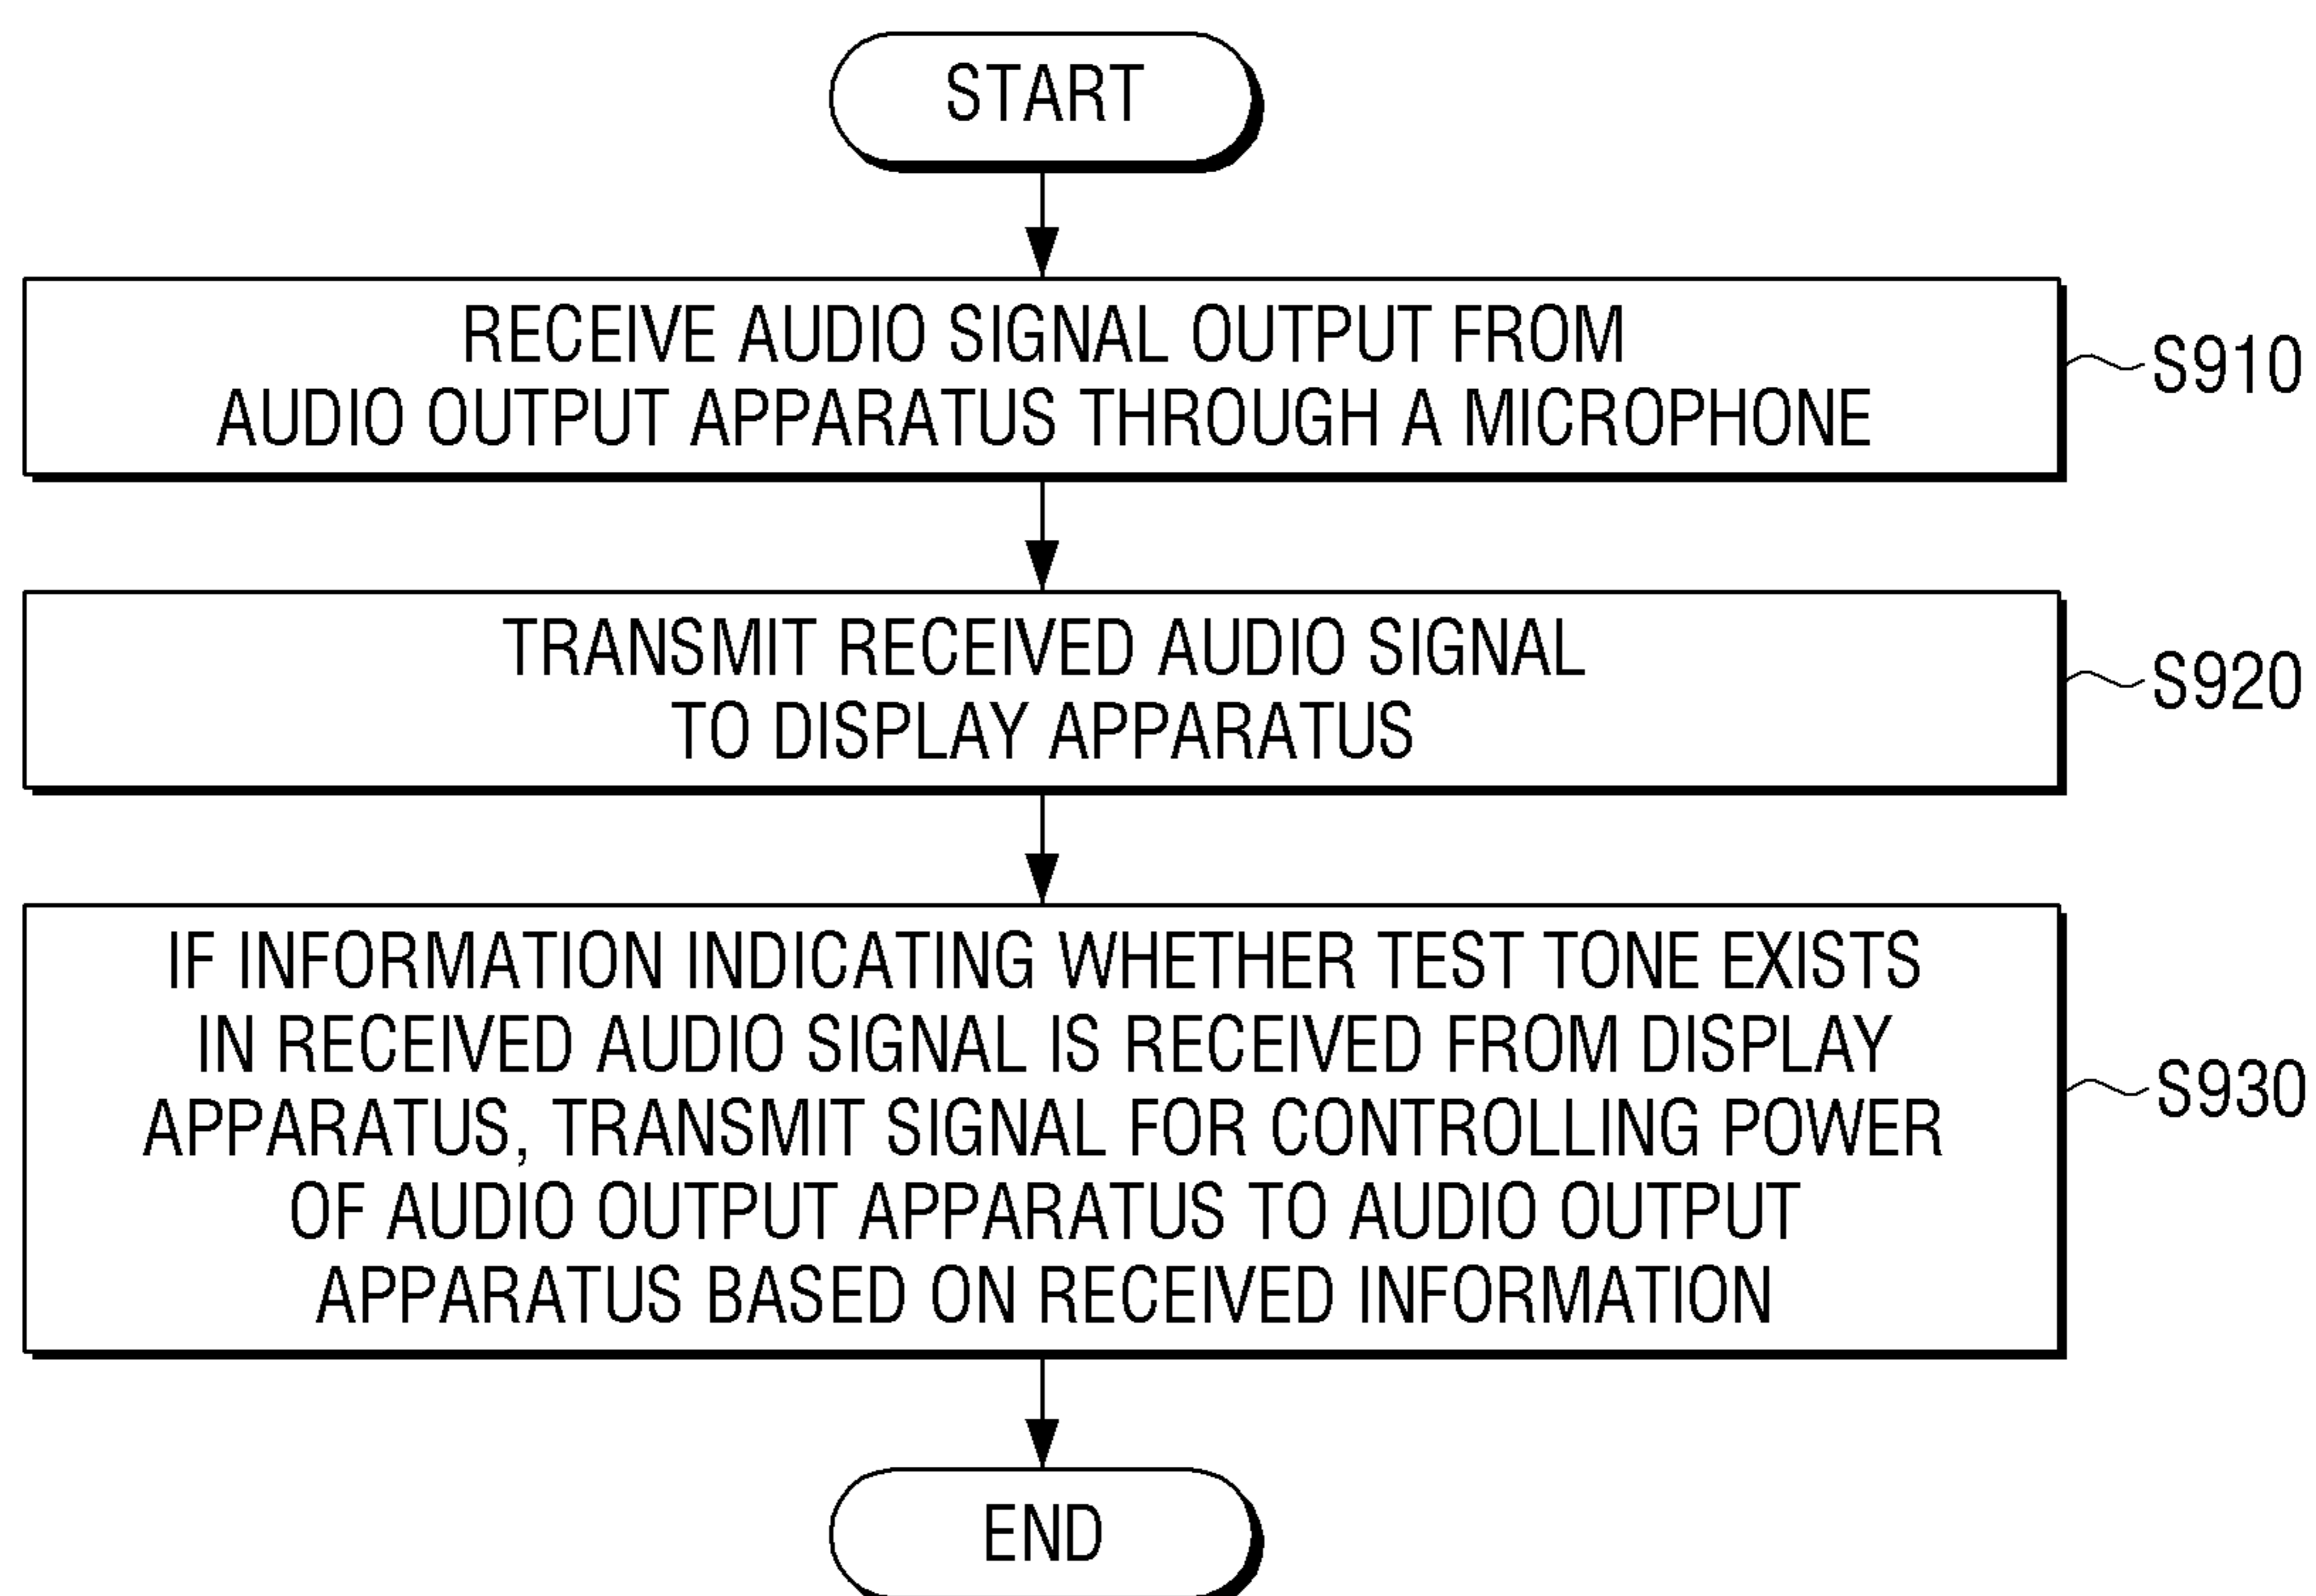 START
RECEIVE AUDIO SIGNAL OUTPUT FROM
AUDIO OUTPUT APPARATUS THROUGH A MICROPHONE
S910
TRANSMIT RECEIVED AUDIO SIGNAL
TO DISPLAY APPARATUS
S920
IF INFORMATION INDICATING WHETHER TEST TONE EXISTS
IN RECEIVED AUDIO SIGNAL IS RECEIVED FROM DISPLAY
APPARATUS, TRANSMIT SIGNAL FOR CONTROLLING POWER
OF AUDIO OUTPUT APPARATUS TO AUDIO OUTPUT
APPARATUS BASED ON RECEIVED INFORMATION
S930
END